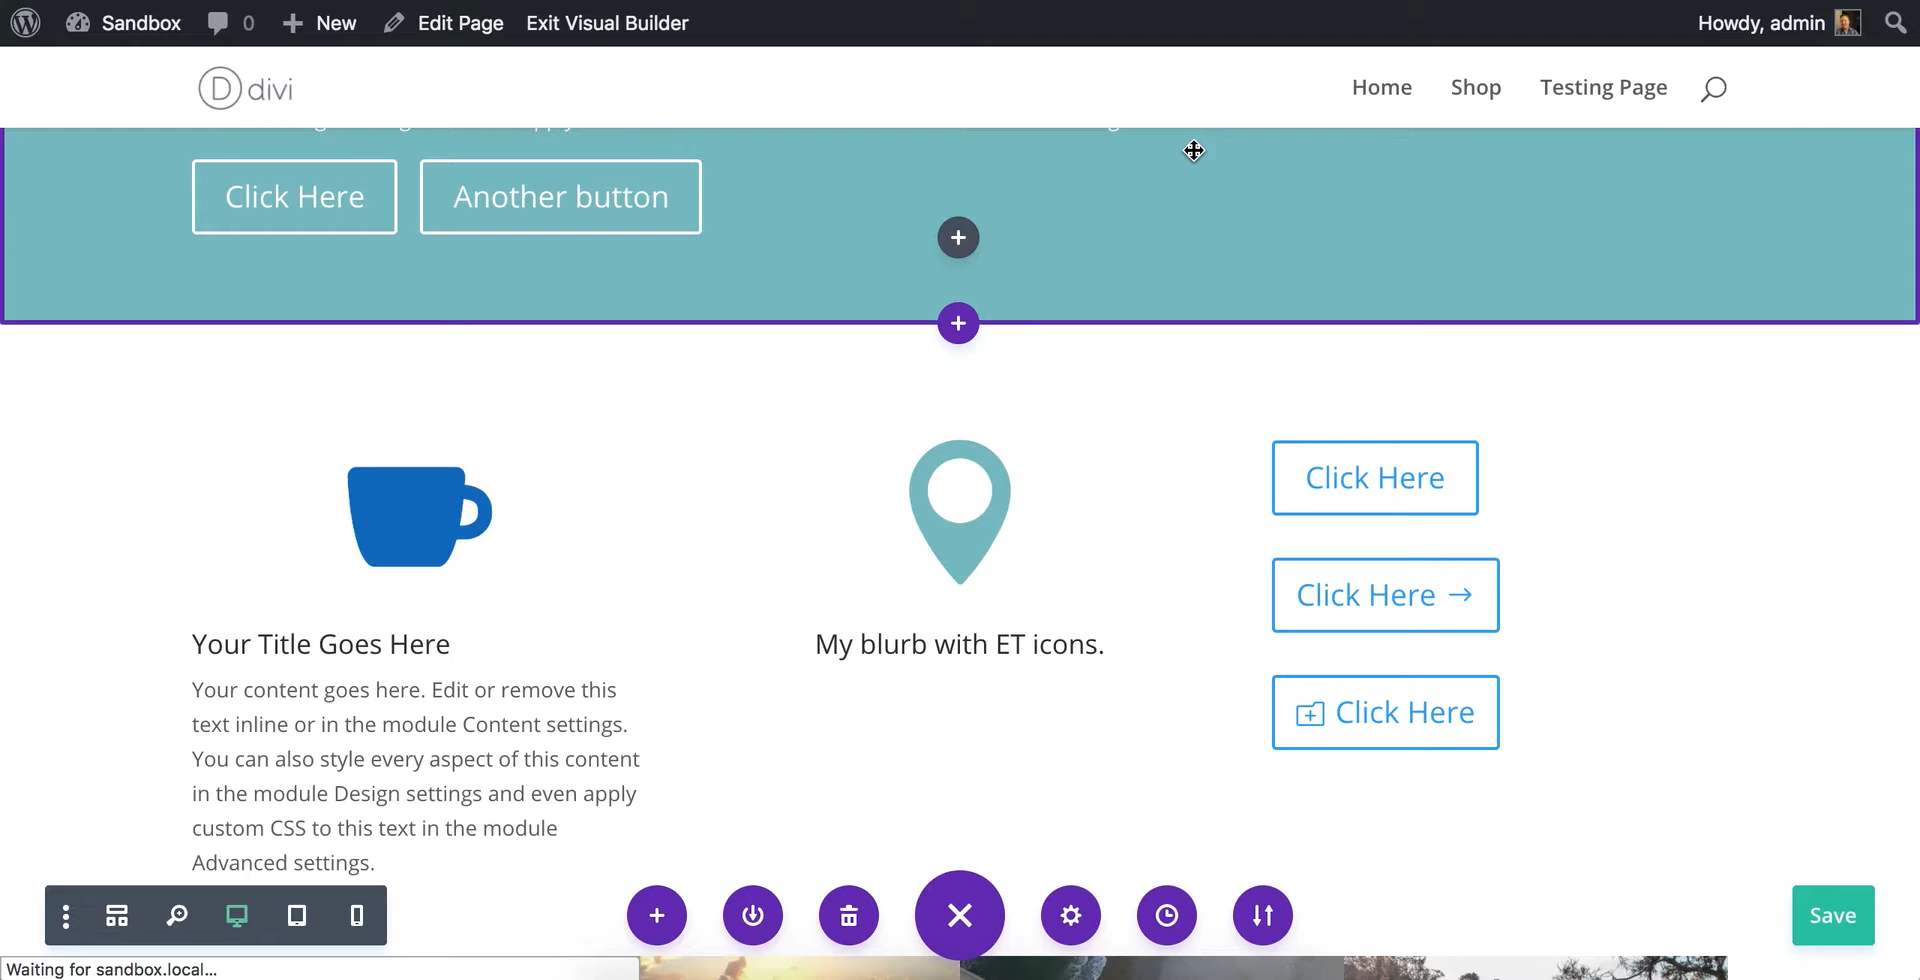 Sandbox 0 New Edit Page Exit Visual Builder Howdy, admin
D divi Home Shop Testing Page
Click Here Another button
Click Here
Click Here →
Your Title Goes Here
My blurb with ET icons.
Your content goes here. Edit or remove this
text inline or in the module Content settings.
You can also style every aspect of this content
in the module Design settings and even apply
custom CSS to this text in the module
Advanced settings.
Click Here
Save
Waiting for sandbox.local...